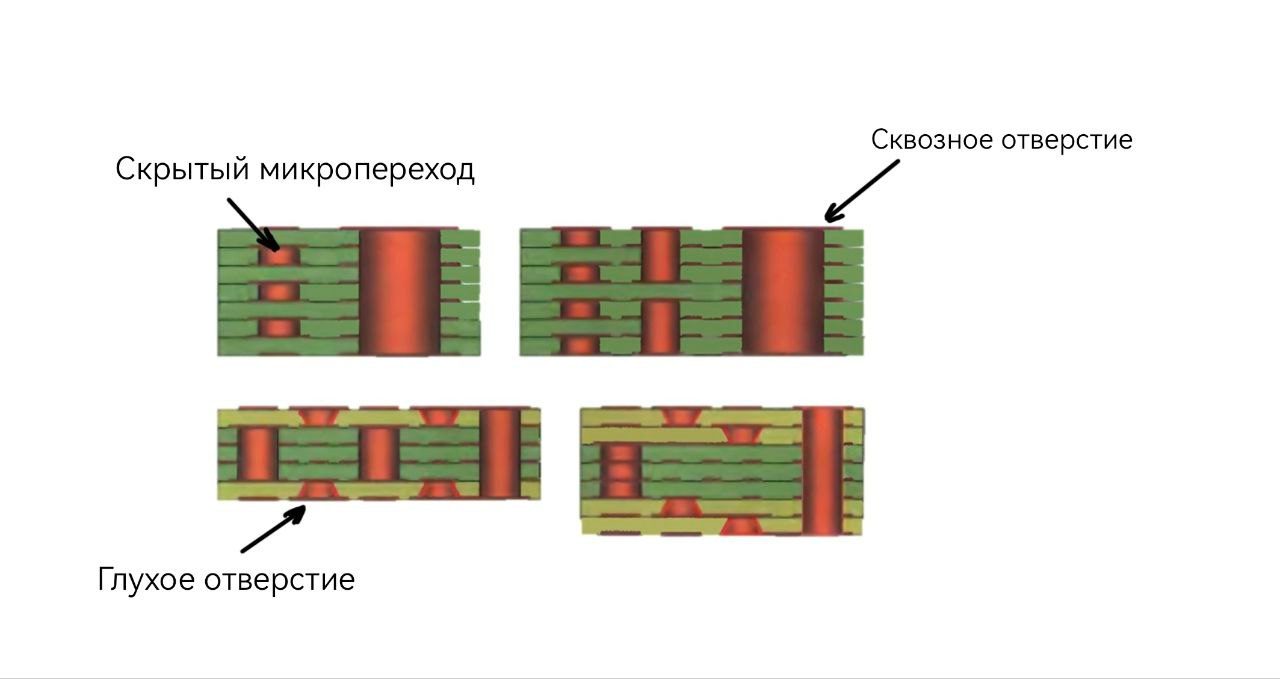 Сквозное отверстие
Скрытый микропереход
Глухое отверстие